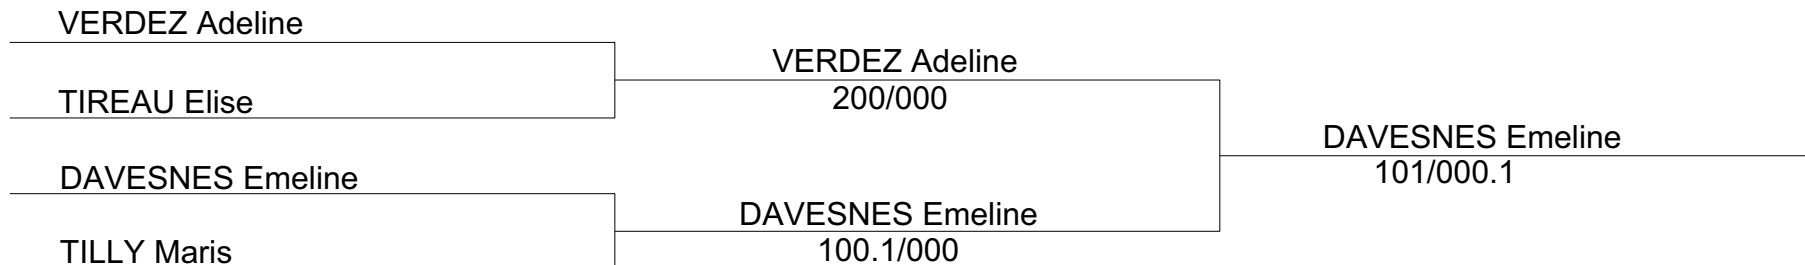 VERDEZ Adeline
TIREAU Elise
DAVESNES Emeline
TILLY Maris
VERDEZ Adeline
200/000
DAVESNES Emeline
100.1/000
DAVESNES Emeline
101/000.1